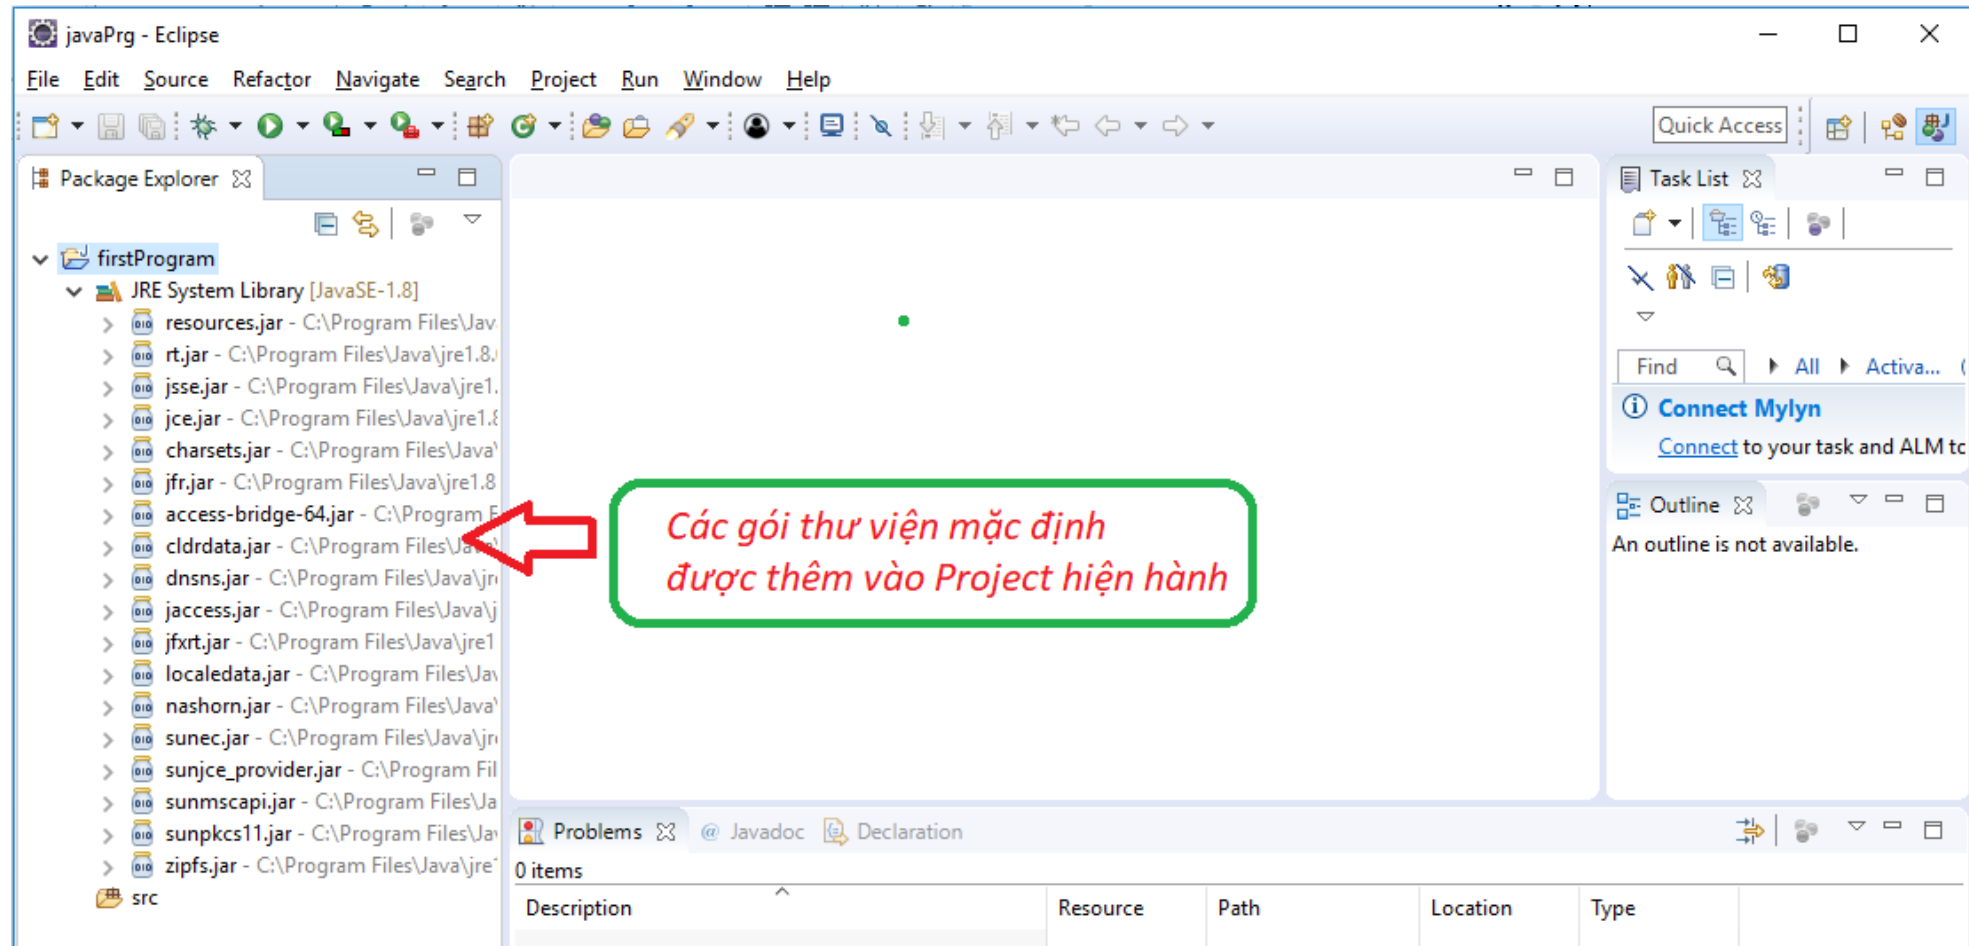 javaPrg - Eclipse
File Edit Source Refactor Navigate Search Project Run Window Help
Quick Access
Package Explorer
firstProgram
JRE System Library [JavaSE-1.8]
resources.jar - C:\Program Files\Jav
rt.jar - C:\Program Files\Java\jre1.8.
jsse.jar - C:\Program Files\Java\jre1.
jce.jar - C:\Program Files\Java\jre1.8
charsets.jar - C:\Program Files\Java\
jfr.jar - C:\Program Files\Java\jre1.8
access-bridge-64.jar - C:\Program F
cldrdata.jar - C:\Program Files\Java\
dnsns.jar - C:\Program Files\Java\jr
jaccess.jar - C:\Program Files\Java\j
jfxrt.jar - C:\Program Files\Java\jre1
localedata.jar - C:\Program Files\Jav
nashorn.jar - C:\Program Files\Java\
sunec.jar - C:\Program Files\Java\jr
sunjce_provider.jar - C:\Program Fil
sunmscapi.jar - C:\Program Files\Ja
sunpkcs11.jar - C:\Program Files\Jav
zipfs.jar - C:\Program Files\Java\jre
src
Các gói thư viện mặc định
được thêm vào Project hiện hành
Task List
Find All Activa...
Connect Mylyn
Connect to your task and ALM to
Outline
An outline is not available.
Problems @ Javadoc Declaration
0 items
Description Resource Path Location Type